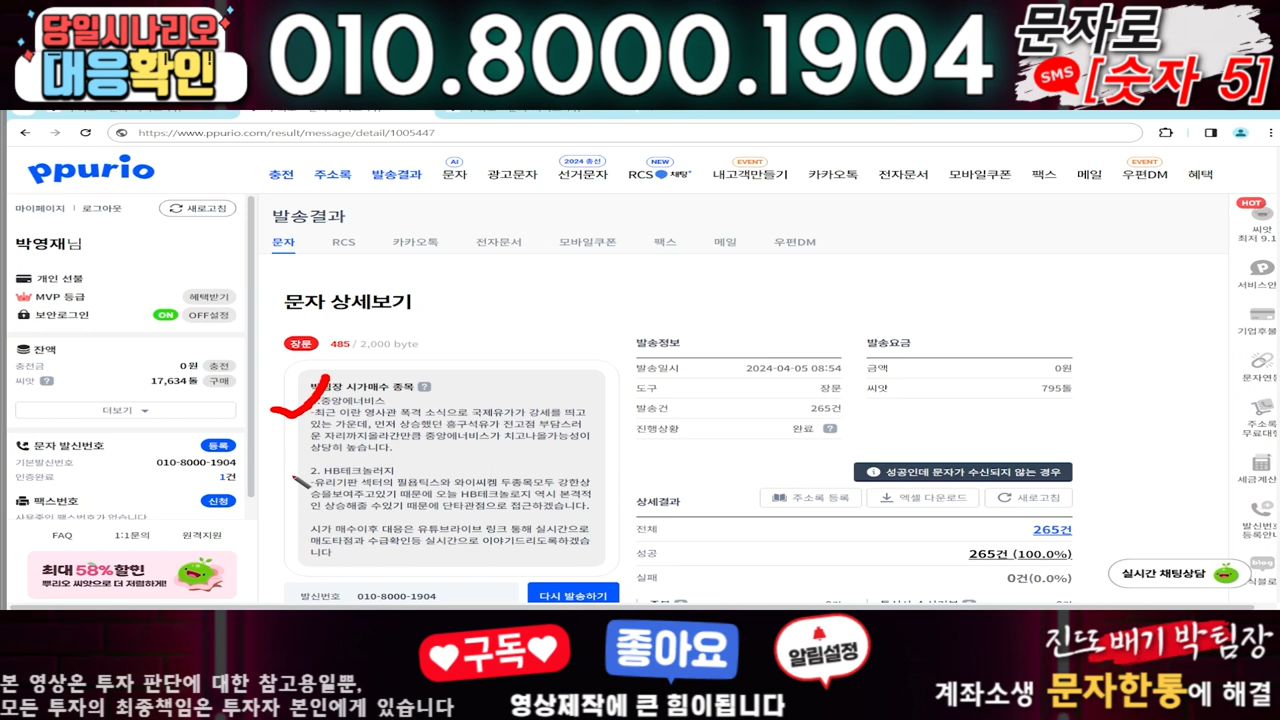 당일시나리오
대응확인
010.8000.1904
문자로
SMS
[숫자 5]
https://www.ppurio.com/result/message/detail/1005447
ppurio
충전
주소록
발송결과
AI
문자
광고문자
2024 총선
선거문자
NEW
RCS 채팅+
EVENT
내고객만들기
카카오톡
전자문서
모바일쿠폰
팩스
메일
EVENT
우편DM
혜택
마이페이지 | 로그아웃
새로고침
박영재님
개인 선불
MVP 등급 혜택받기
보안로그인 ON OFF설정
잔액
충전금 0원 충전
씨앗 ? 17,634톨 구매
더보기
문자 발신번호 등록
기본발신번호 010-8000-1904
인증완료 1건
팩스번호 신청
사용중인 팩스번호가 없습니다
FAQ 1:1문의 원격지원
최대 58%할인
뿌리오 씨앗으로 더 저렴하게!
발송결과
문자 RCS 카카오톡 전자문서 모바일쿠폰 팩스 메일 우편DM
문자 상세보기
장문 485 / 2,000 byte
팀장 시가매수 종목 ?
중앙에너비스
-최근 이란 영사관 폭격 소식으로 국제유가가 강세를 띄고
있는 가운데, 먼저 상승했던 흥구석유가 전고점 부담스러
운 자리까지올라간만큼 중앙에너비스가 치고나올가능성이
상당히 높습니다.
2. HB테크놀러지
-유리기판 섹터의 필옵틱스와 와이씨켐 두종목모두 강한상
승을보여주고있기 때문에 오늘 HB테크놀로지 역시 본격적
인 상승해줄 수있기 때문에 단타관점으로 접근하겠습니다.
시가 매수이후 대응은 유튜브라이브 링크 통해 실시간으로
매도타점과 수급확인등 실시간으로 이야기드리도록하겠습
니다
발신번호 010-8000-1904
다시 발송하기
발송정보
발송일시 2024-04-05 08:54
도구 장문
발송건 265건
진행상황 완료 ?
발송요금
금액 0원
씨앗 795톨
성공인데 문자가 수신되지 않는 경우
상세결과
주소록 등록
엑셀 다운로드
새로고침
전체 265건
성공 265건 (100.0%)
실패 0건(0.0%)
HOT
씨앗
최저 9.1
서비스안
기업후불
문자연동
주소록
무료대입
세금계산
발신번호
등록안내
blog
실시간 채팅상담
구독
좋아요
알림설정
영상제작에 큰 힘이됩니다
본 영상은 투자 판단에 대한 참고용일뿐,
모든 투자의 최종책임은 투자자 본인에게 있습니다
진또배기 박팀장
계좌소생 문자한통에 해결